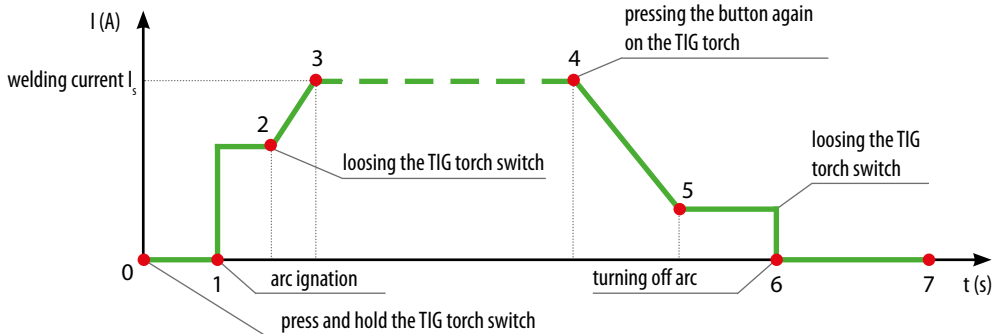 I (A)
pressing the button again
on the TIG torch
welding current Is
3
4
2
loosing the TIG torch switch
loosing the TIG
torch switch
5
0
1
arc ignation
turning off arc
6
7
t (s)
press and hold the TIG torch switch